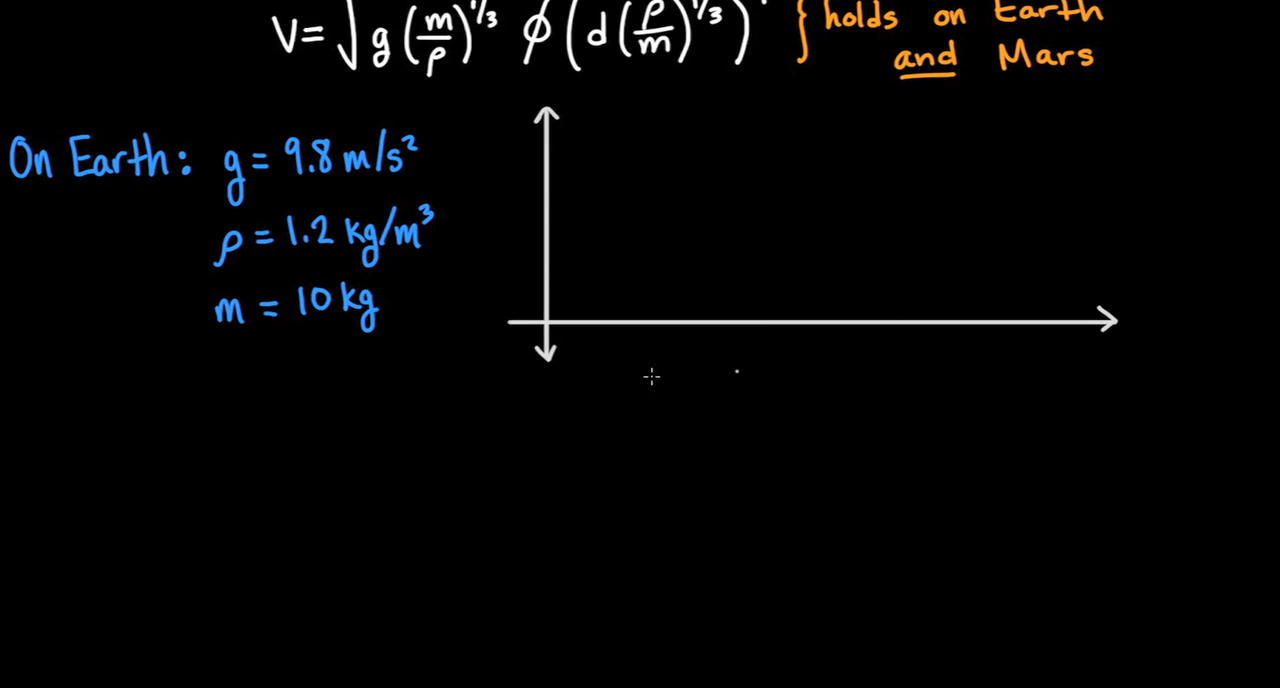 V = √g (m/ρ)^1/3 ϕ (d (ρ/m)^1/3) } holds on Earth
and Mars
On Earth: g = 9.8 m/s²
ρ = 1.2 kg/m³
m = 10 kg